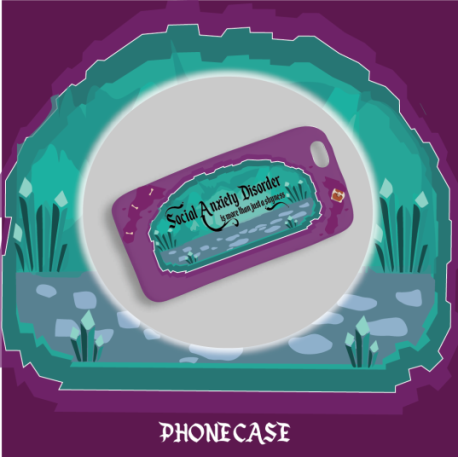 Social Anxiety Disorder
is more than just a shyness
PHONECASE